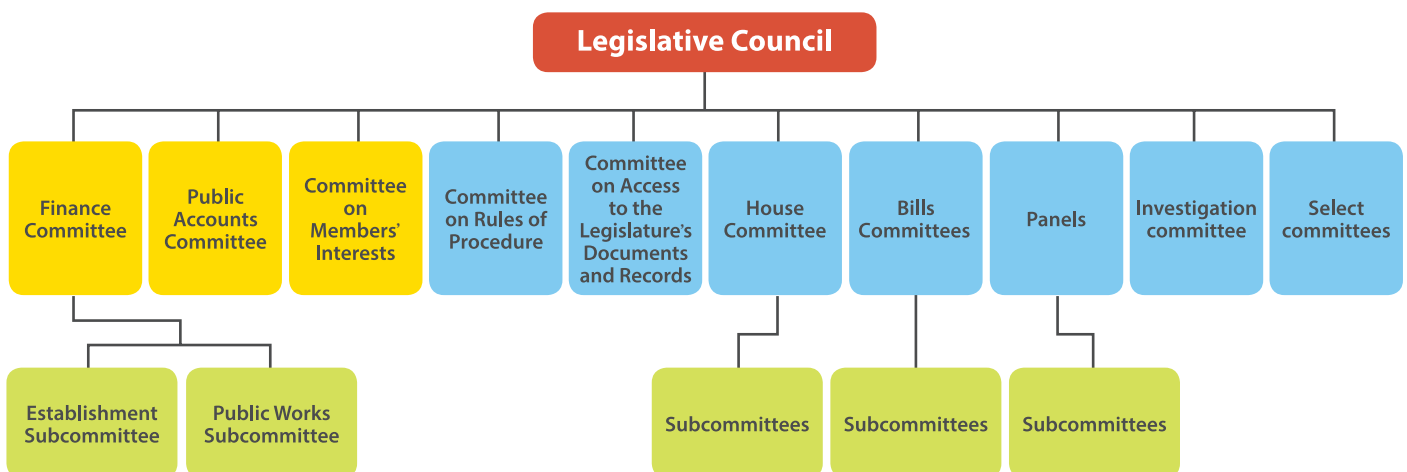 Legislative Council
Finance
Committee
Public
Accounts
Committee
Committee
on
Members’
Interests
Committee
on Rules of
Procedure
Committee
on Access
to the
Legislature’s
Documents
and Records
House
Committee
Bills
Committees
Panels
Investigation
committee
Select
committees
Establishment
Subcommittee
Public Works
Subcommittee
Subcommittees
Subcommittees
Subcommittees